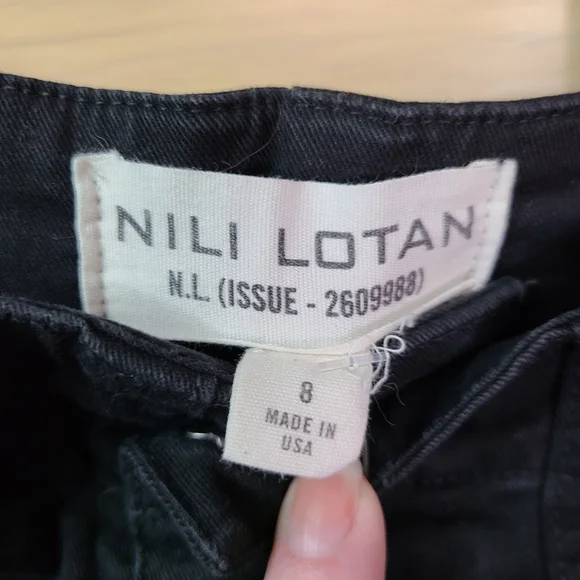 NILI LOTAN
N.L. (ISSUE - 2609988)
8
MADE IN
USA